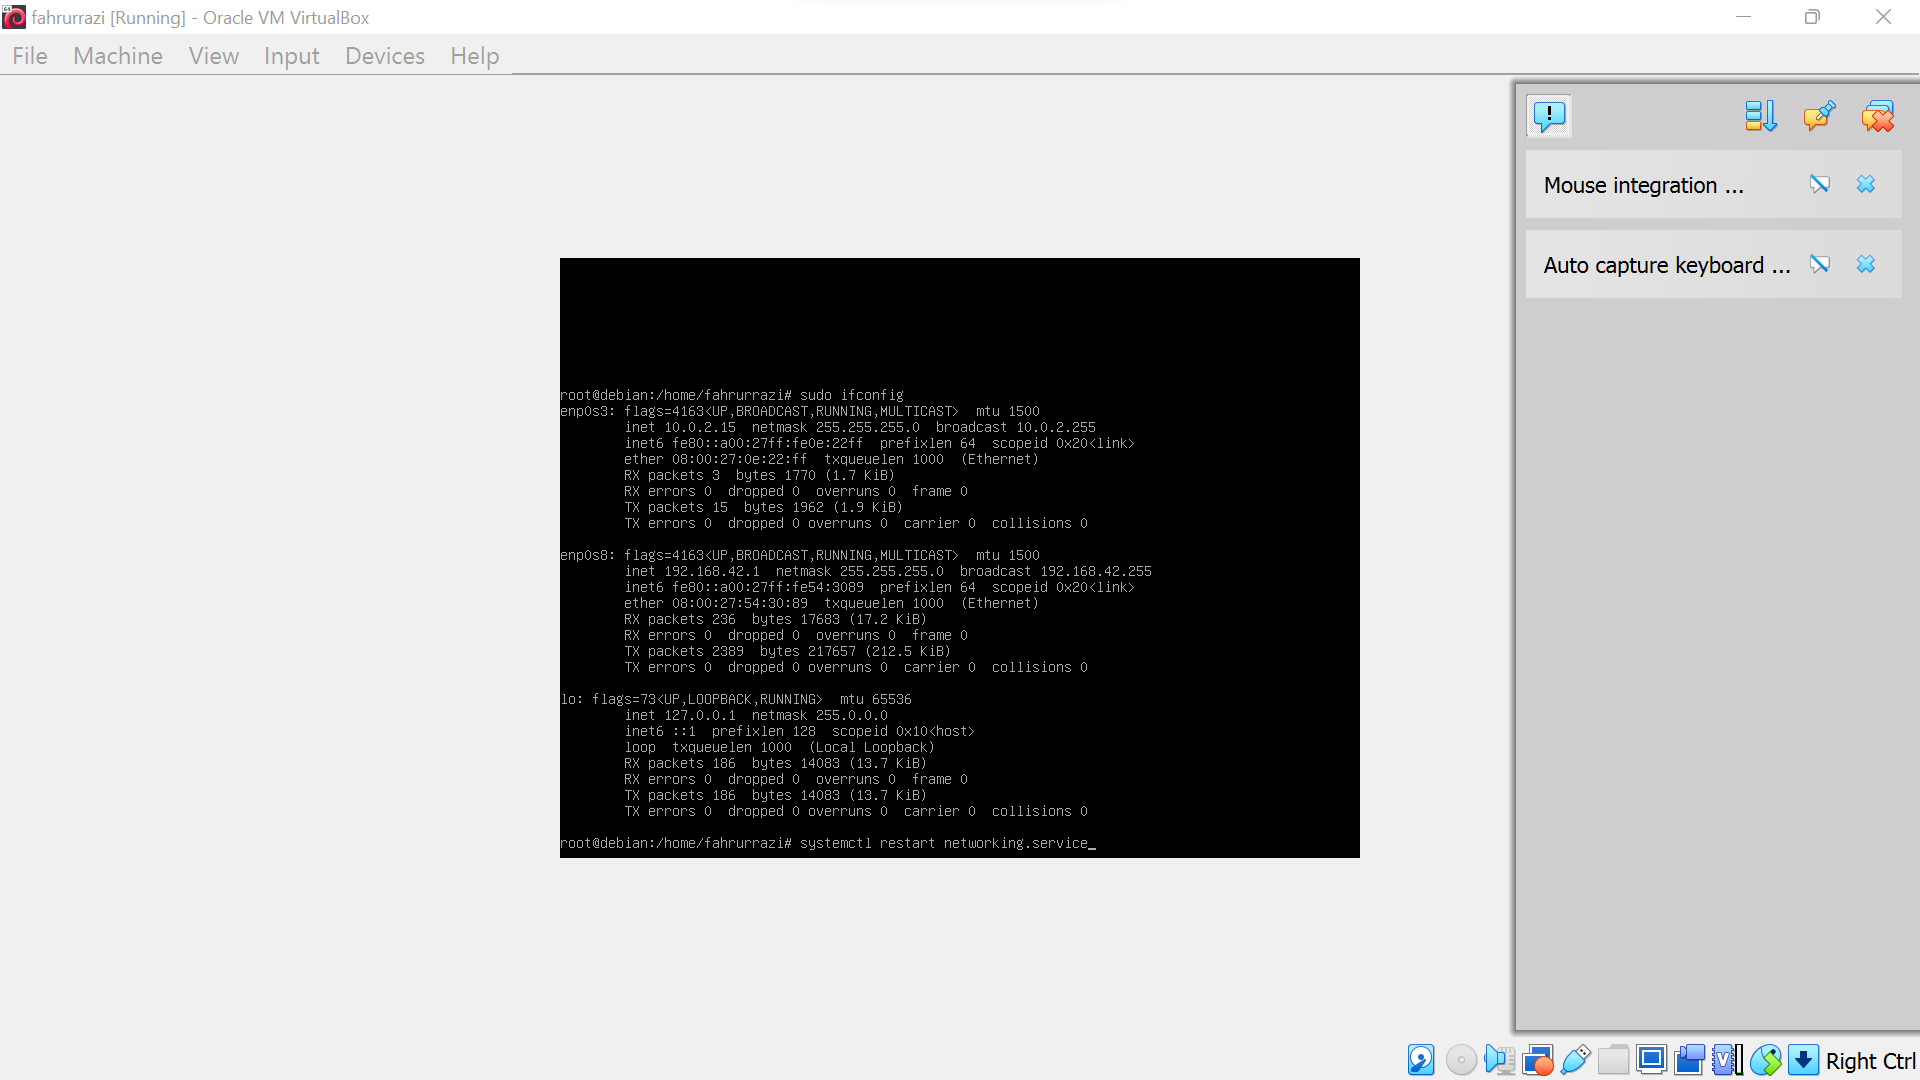 fahrurrazi [Running] - Oracle VM VirtualBox
File Machine View Input Devices Help
Mouse integration ...
Auto capture keyboard ...
root@debian:/home/fahrurrazi# sudo ifconfig
enp0s3: flags=4163<UP,BROADCAST,RUNNING,MULTICAST>  mtu 1500
        inet 10.0.2.15  netmask 255.255.255.0  broadcast 10.0.2.255
        inet6 fe80::a00:27ff:fe0e:22ff  prefixlen 64  scopeid 0x20<link>
        ether 08:00:27:0e:22:ff  txqueuelen 1000  (Ethernet)
        RX packets 3  bytes 1770 (1.7 KiB)
        RX errors 0  dropped 0  overruns 0  frame 0
        TX packets 15  bytes 1962 (1.9 KiB)
        TX errors 0  dropped 0 overruns 0  carrier 0  collisions 0
enp0s8: flags=4163<UP,BROADCAST,RUNNING,MULTICAST>  mtu 1500
        inet 192.168.42.1  netmask 255.255.255.0  broadcast 192.168.42.255
        inet6 fe80::a00:27ff:fe54:3089  prefixlen 64  scopeid 0x20<link>
        ether 08:00:27:54:30:89  txqueuelen 1000  (Ethernet)
        RX packets 236  bytes 17683 (17.2 KiB)
        RX errors 0  dropped 0  overruns 0  frame 0
        TX packets 2389  bytes 217657 (212.5 KiB)
        TX errors 0  dropped 0 overruns 0  carrier 0  collisions 0
lo: flags=73<UP,LOOPBACK,RUNNING>  mtu 65536
        inet 127.0.0.1  netmask 255.0.0.0
        inet6 ::1  prefixlen 128  scopeid 0x10<host>
        loop  txqueuelen 1000  (Local Loopback)
        RX packets 186  bytes 14083 (13.7 KiB)
        RX errors 0  dropped 0  overruns 0  frame 0
        TX packets 186  bytes 14083 (13.7 KiB)
        TX errors 0  dropped 0 overruns 0  carrier 0  collisions 0
root@debian:/home/fahrurrazi# systemctl restart networking.service_
Right Ctrl